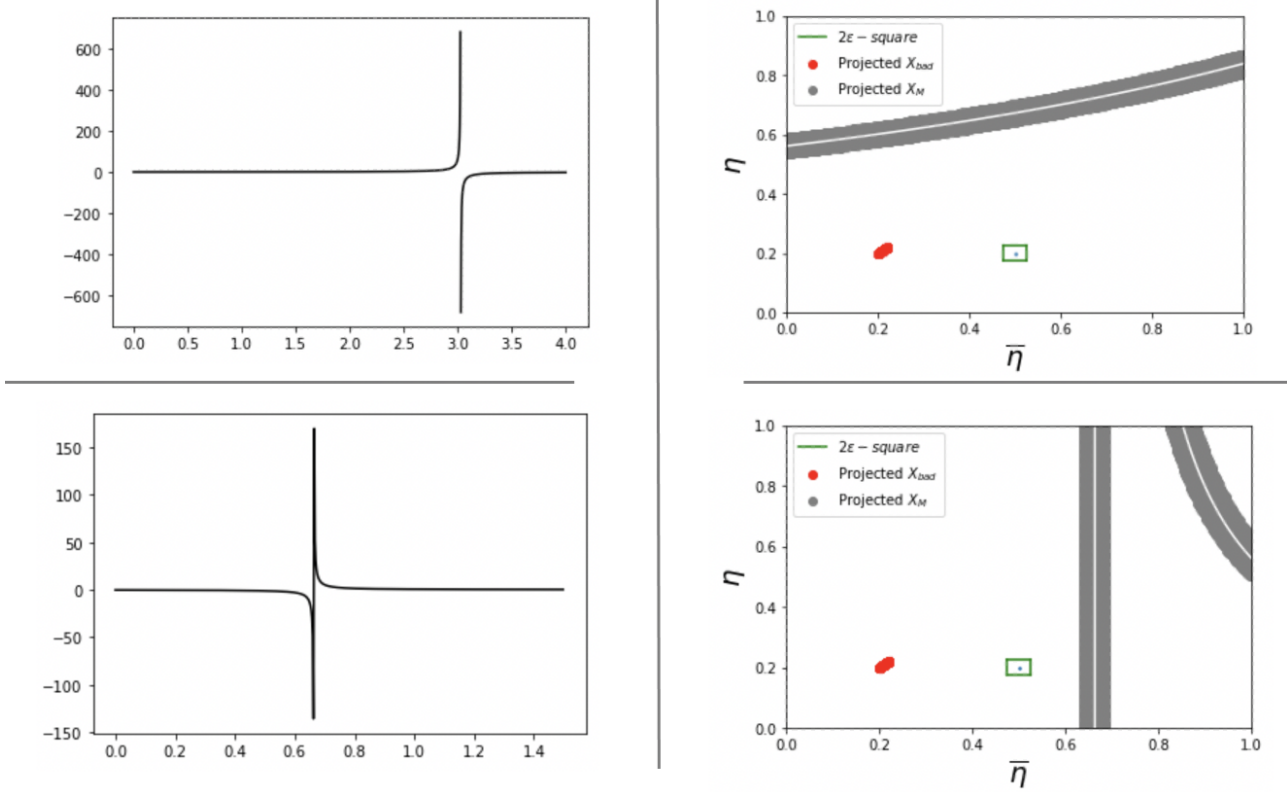 600
400
200
0
−200
−400
−600
0.0 0.5 1.0 1.5 2.0 2.5 3.0 3.5 4.0
1.0
0.8
0.6
0.4
0.2
0.0
η
2ε − square
Projected X_bad
Projected X_M
0.0 0.2 0.4 0.6 0.8 1.0
η̅
150
100
50
0
−50
−100
−150
0.0 0.2 0.4 0.6 0.8 1.0 1.2 1.4
1.0
0.8
0.6
0.4
0.2
0.0
η
2ε − square
Projected X_bad
Projected X_M
0.0 0.2 0.4 0.6 0.8 1.0
η̅